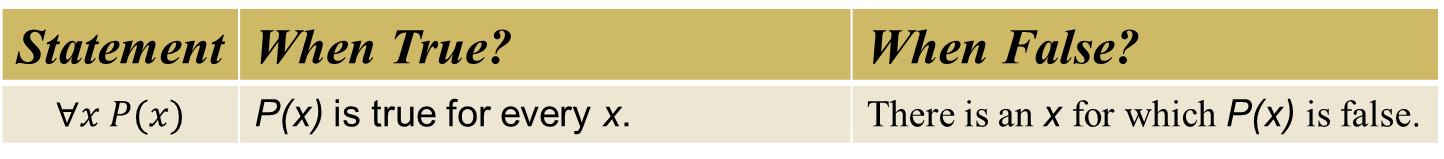 Statement When True? When False?
∀x P(x) P(x) is true for every x. There is an x for which P(x) is false.